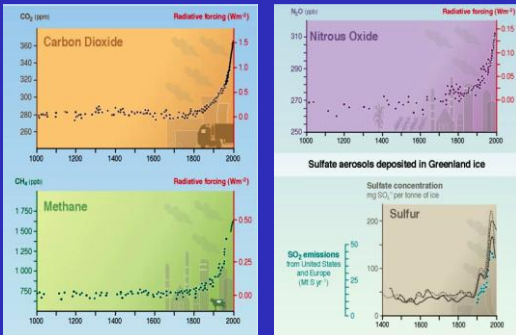 CO₂ (ppm)
Radiative forcing (Wm⁻²)
Carbon Dioxide
360
340
320
300
280
260
1.5
1.0
0.5
0.0
1000 1200 1400 1600 1800 2000
CH₄ (ppb)
Radiative forcing (Wm⁻²)
Methane
1 750
1 500
1 250
1 000
750
0.50
0.25
0.00
1000 1200 1400 1600 1800 2000
N₂O (ppb)
Radiative forcing (Wm⁻²)
Nitrous Oxide
310
290
270
250
0.15
0.10
0.05
0.00
1000 1200 1400 1600 1800 2000
Sulfate aerosols deposited in Greenland ice
Sulfate concentration
mg SO₄²⁻ per tonne of ice
Sulfur
200
100
0
SO₂ emissions
from United States
and Europe
(Mt S yr⁻¹)
50
25
0
1400 1600 1800 2000